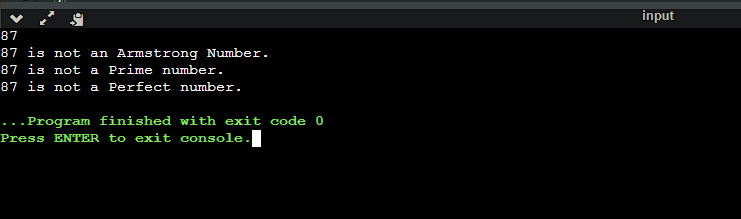 input
87
87 is not an Armstrong Number.
87 is not a Prime number.
87 is not a Perfect number.
...Program finished with exit code 0
Press ENTER to exit console.